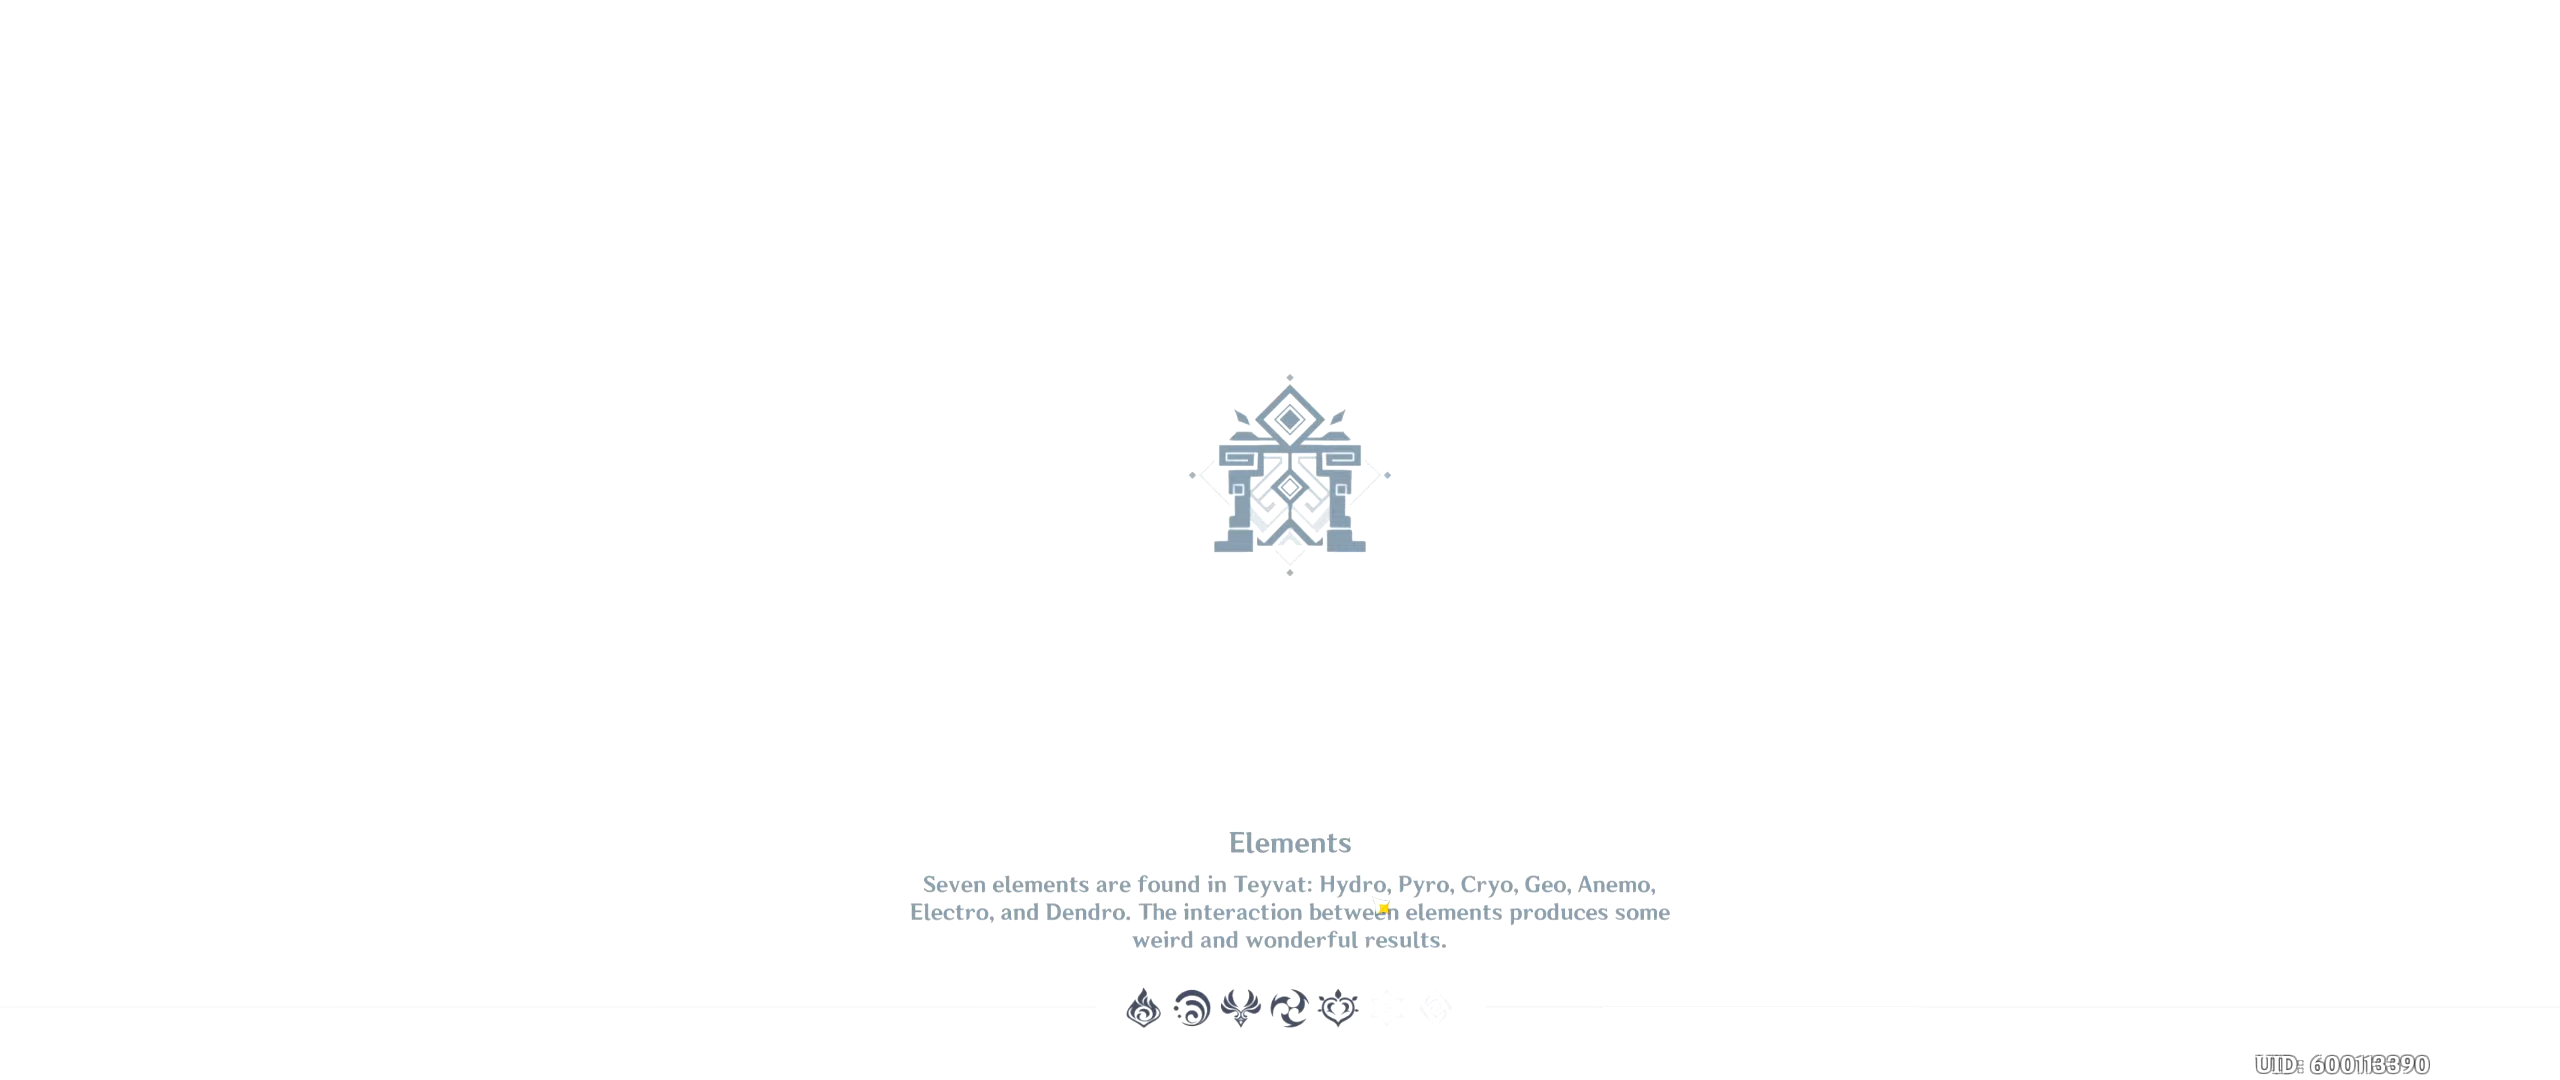 Elements
Seven elements are found in Teyvat: Hydro, Pyro, Cryo, Geo, Anemo,
Electro, and Dendro. The interaction between elements produces some
weird and wonderful results.
UID: 600113390